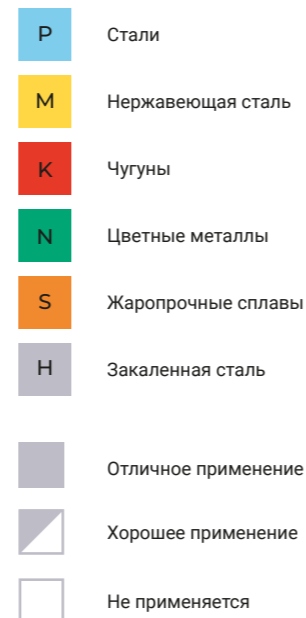 P Стали
M Нержавеющая сталь
K Чугуны
N Цветные металлы
S Жаропрочные сплавы
H Закаленная сталь
Отличное применение
Хорошее применение
Не применяется